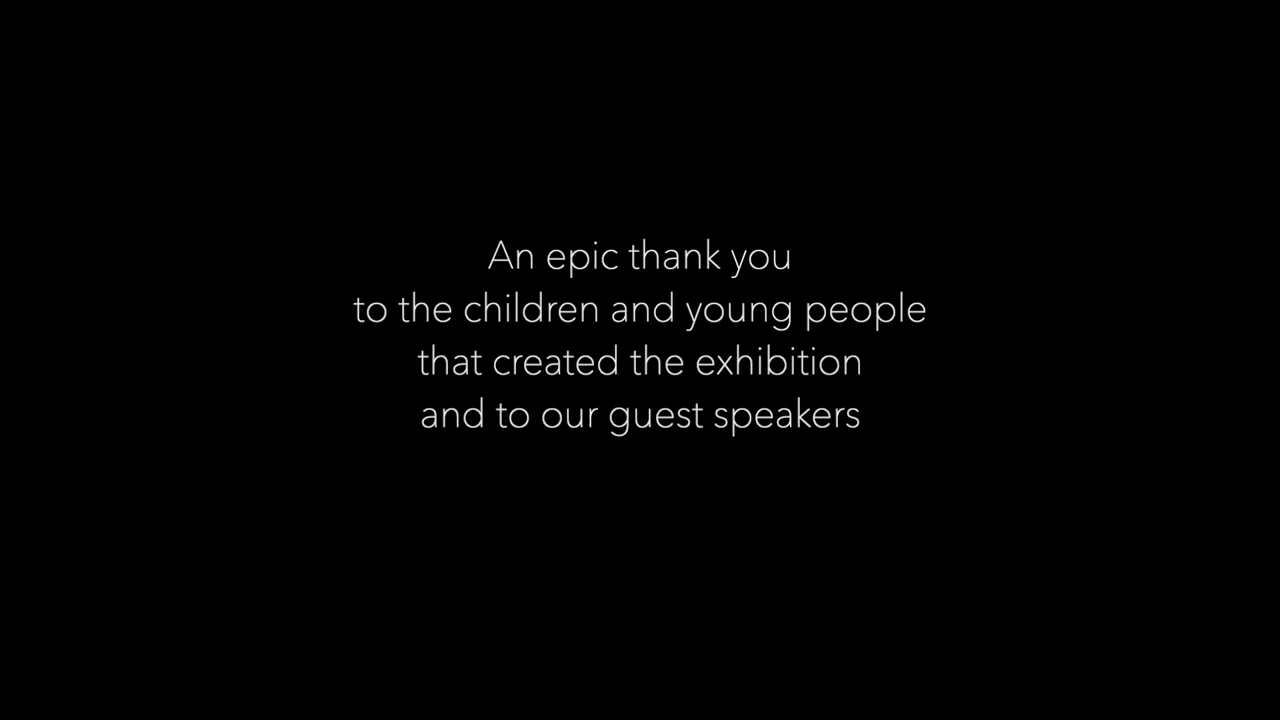 An epic thank you
to the children and young people
that created the exhibition
and to our guest speakers